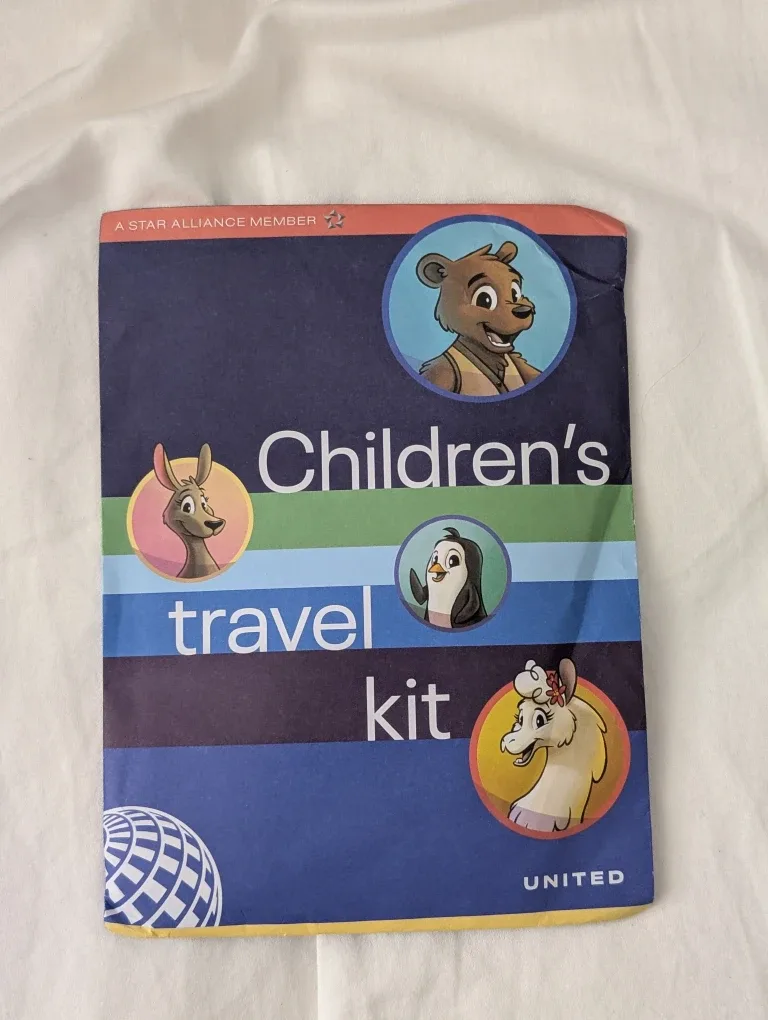 A STAR ALLIANCE MEMBER
Children's
travel
kit
UNITED